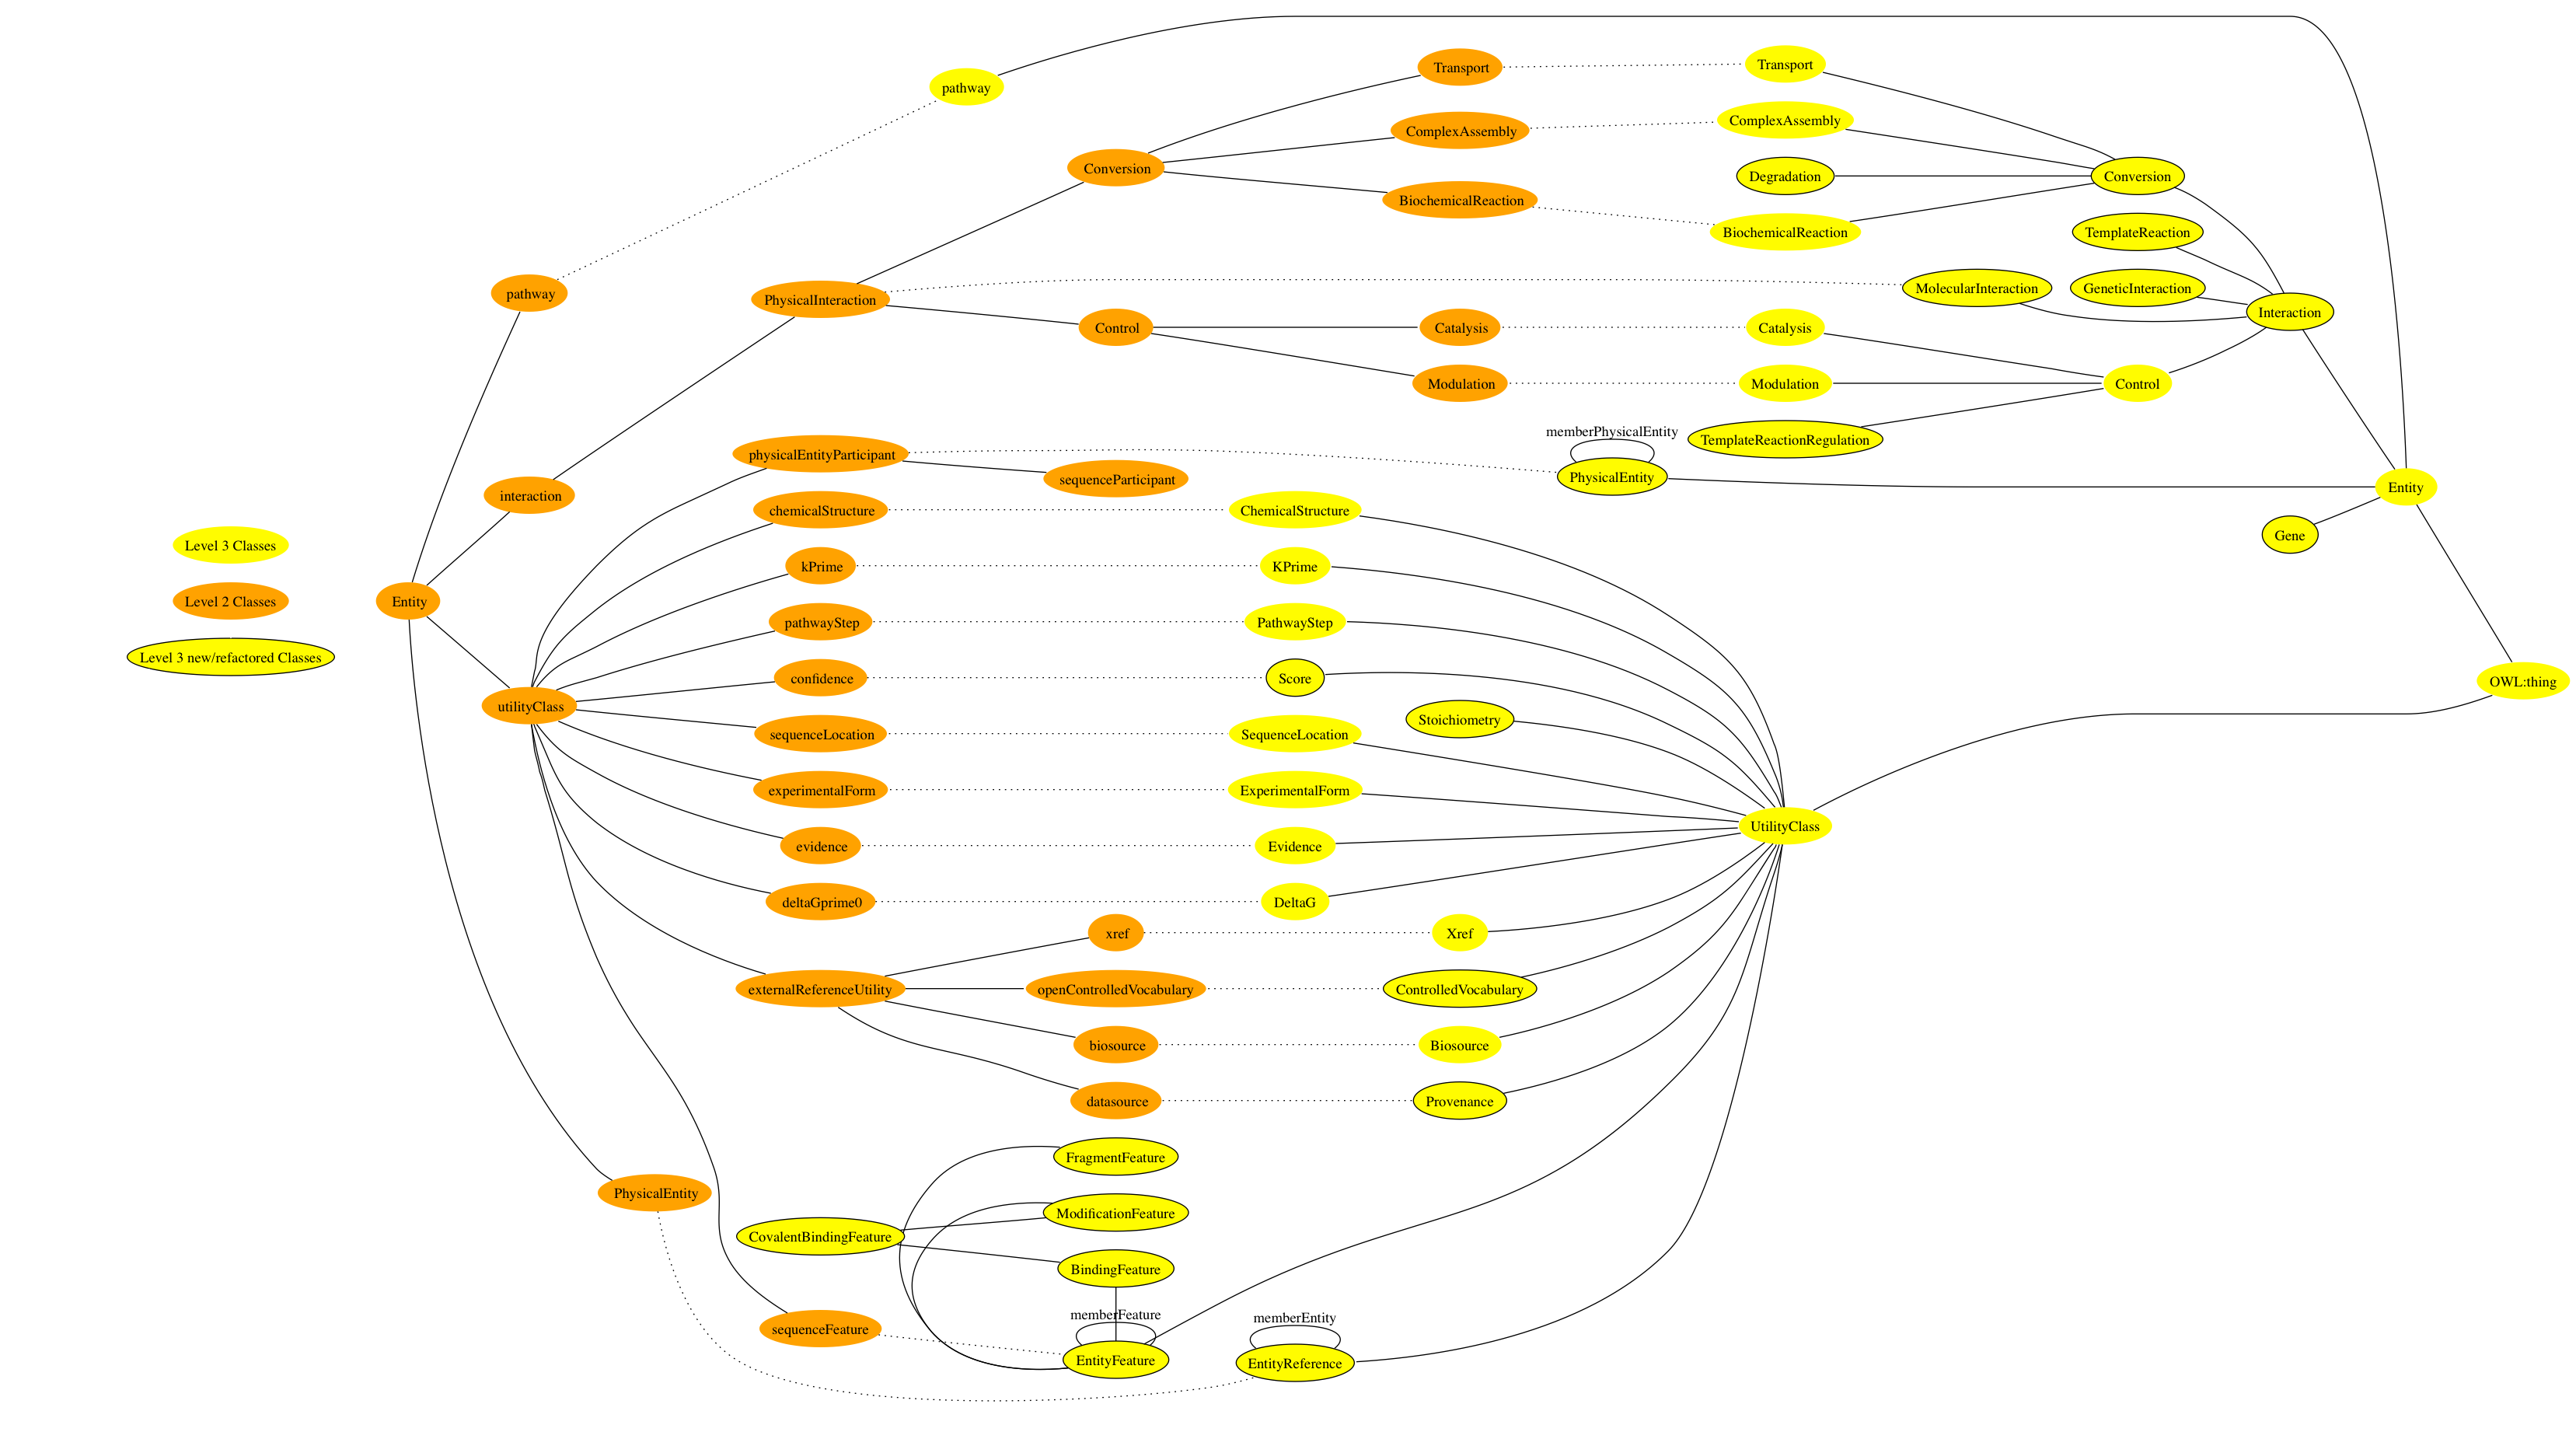 Level 3 Classes
Level 2 Classes
Level 3 new/refactored Classes
Entity
pathway
interaction
utilityClass
PhysicalEntity
pathway
PhysicalInteraction
Conversion
Control
Transport
ComplexAssembly
BiochemicalReaction
Catalysis
Modulation
physicalEntityParticipant
sequenceParticipant
chemicalStructure
kPrime
pathwayStep
confidence
sequenceLocation
experimentalForm
evidence
deltaGprime0
externalReferenceUtility
xref
openControlledVocabulary
biosource
datasource
sequenceFeature
CovalentBindingFeature
FragmentFeature
ModificationFeature
BindingFeature
memberFeature
EntityFeature
memberEntity
EntityReference
ChemicalStructure
KPrime
PathwayStep
Score
Stoichiometry
SequenceLocation
ExperimentalForm
Evidence
DeltaG
Xref
ControlledVocabulary
Biosource
Provenance
UtilityClass
Transport
ComplexAssembly
Degradation
BiochemicalReaction
MolecularInteraction
Catalysis
Modulation
TemplateReactionRegulation
memberPhysicalEntity
PhysicalEntity
Conversion
TemplateReaction
GeneticInteraction
Control
Interaction
Gene
Entity
OWL:thing